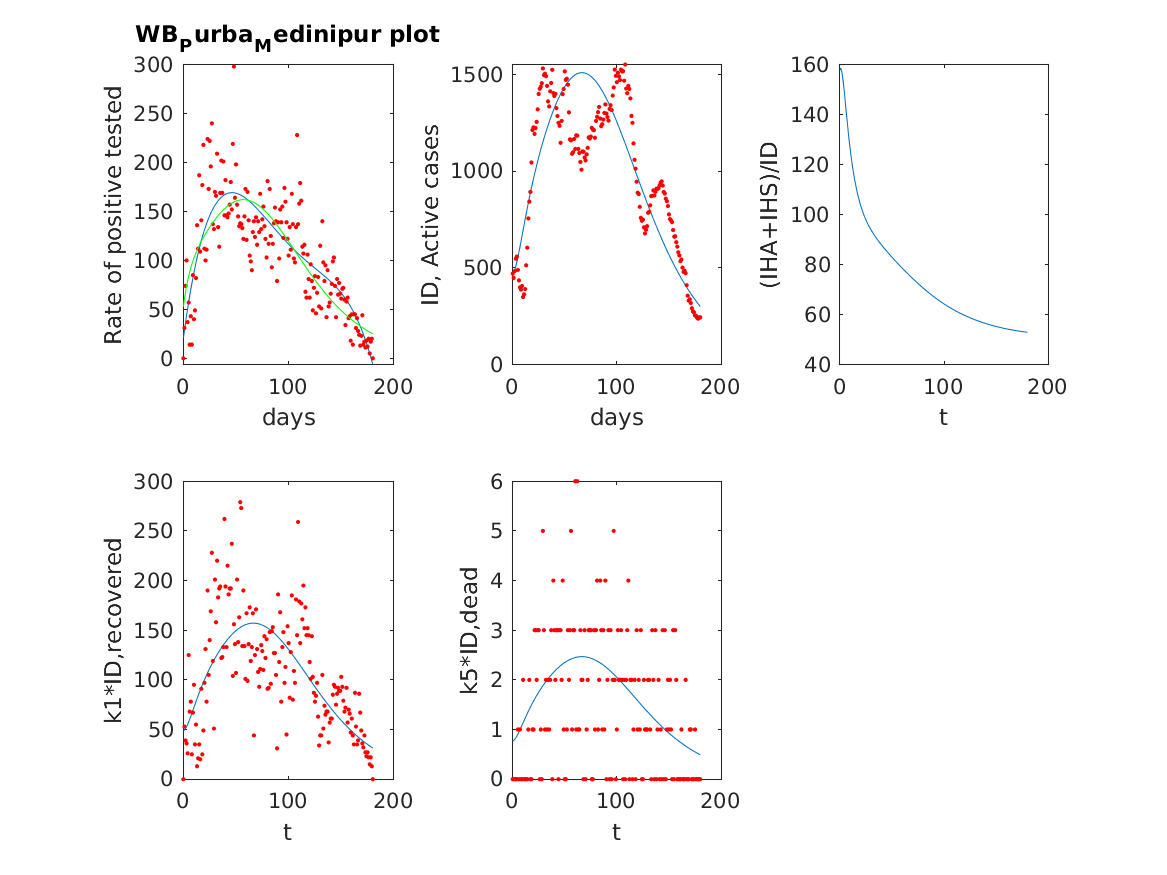 WBPurbaMedinipur plot
300
250
200
150
100
50
0
Rate of positive tested
0 100 200
days
1500
1000
500
0
ID, Active cases
0 100 200
days
160
140
120
100
80
60
40
(IHA+IHS)/ID
0 100 200
t
300
250
200
150
100
50
0
k1*ID,recovered
0 100 200
t
6
5
4
3
2
1
0
k5*ID,dead
0 100 200
t